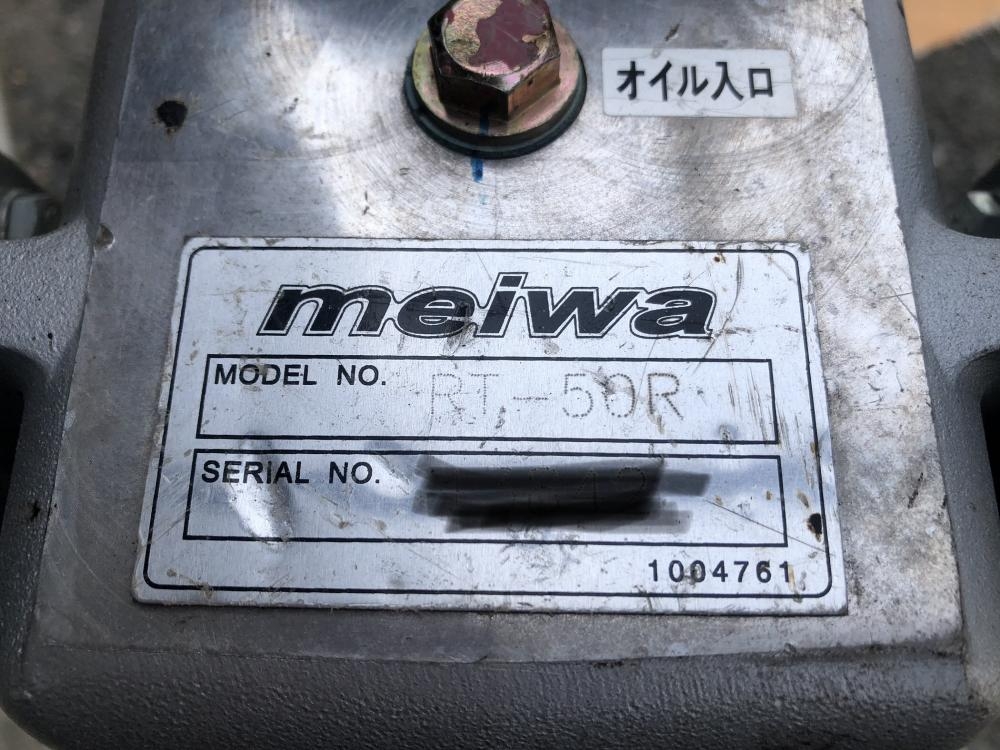 オイル入口
meiwa
MODEL NO. RT-50R
SERIAL NO.
1004761